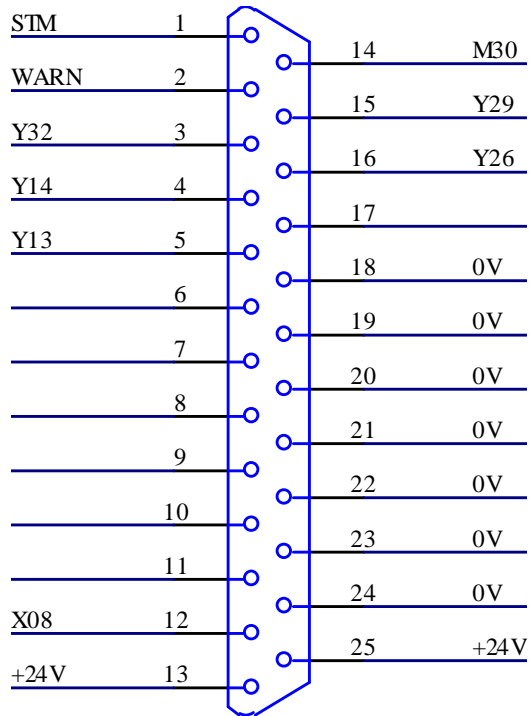 STM 1
14 M30
WARN 2
15 Y29
Y32 3
16 Y26
Y14 4
17
Y13 5
18 0V
6
19 0V
7
20 0V
8
21 0V
9
22 0V
10
23 0V
11
24 0V
X08 12
25 +24V
+24V 13